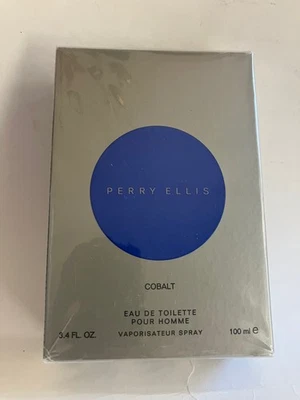 PERRY ELLIS
COBALT
EAU DE TOILETTE
POUR HOMME
3.4 FL. OZ. VAPORISATEUR SPRAY 100 ml e